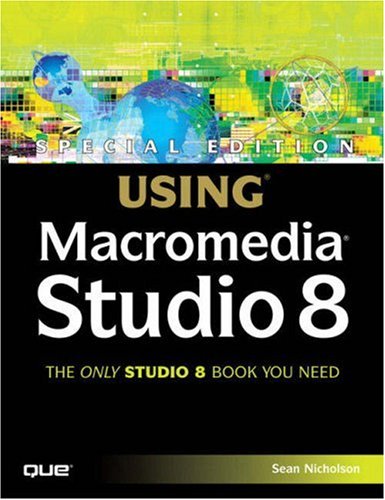 SPECIAL EDITION
USING®
Macromedia®
Studio 8
THE ONLY STUDIO 8 BOOK YOU NEED
QUE®
Sean Nicholson